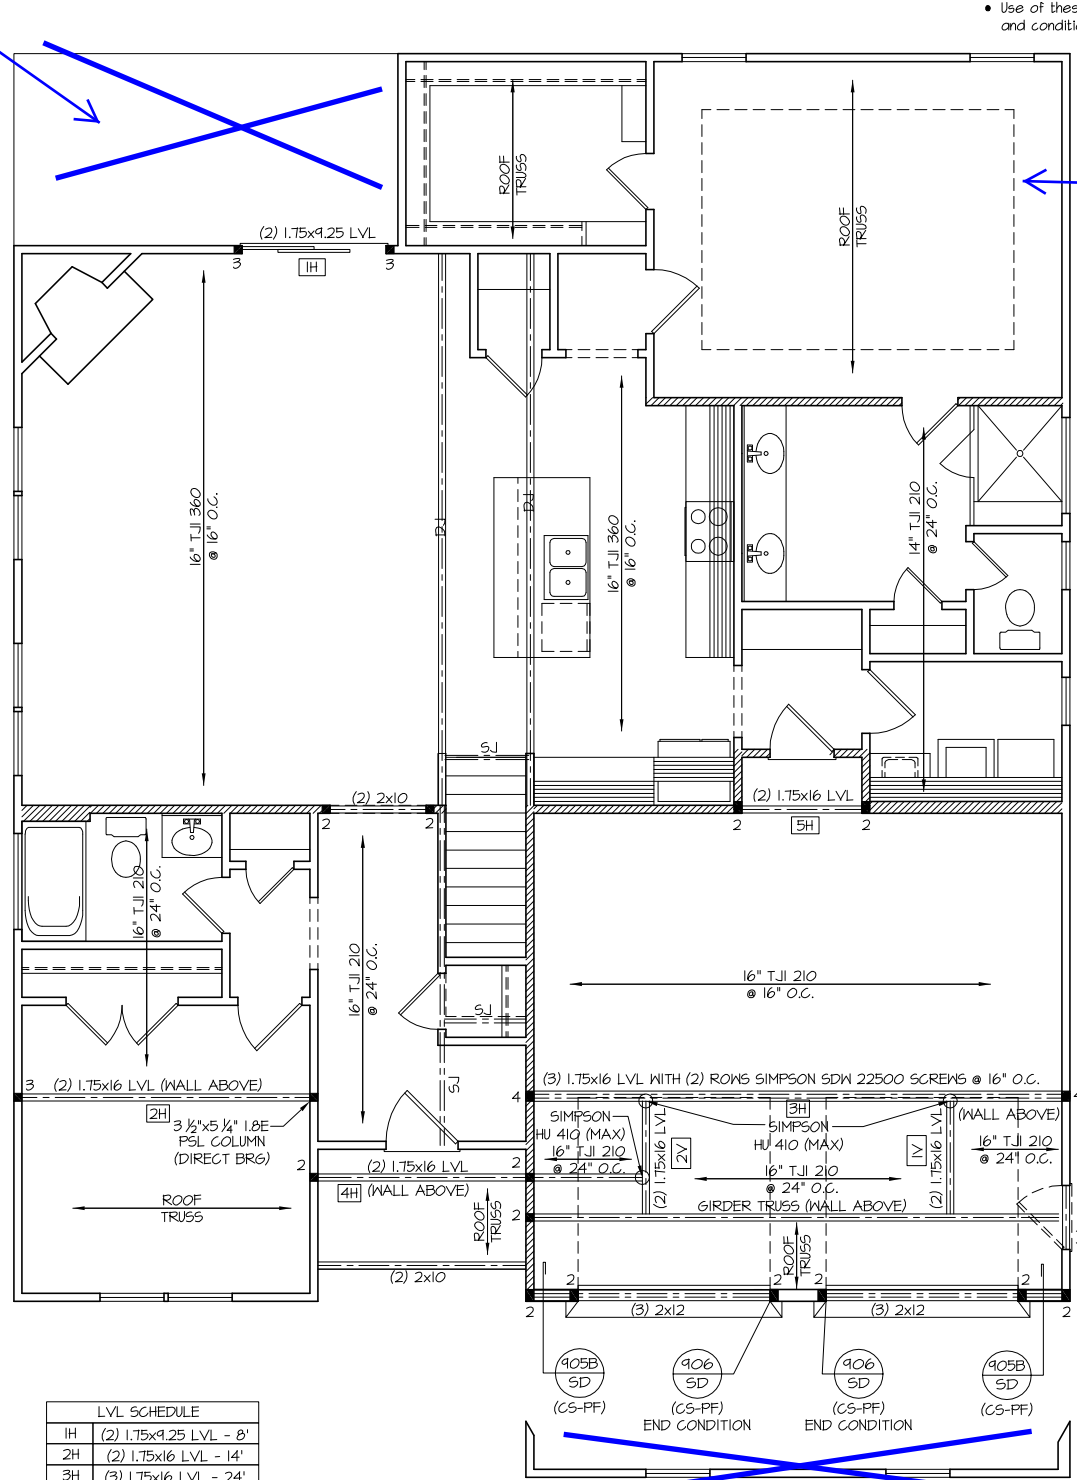 • Use of thes
and conditi
(2) 1.75x9.25 LVL
3
3
1H
ROOF
TRUSS
ROOF
TRUSS
16" TJI 360
@ 16" O.C.
DJ
DJ
16" TJI 360
@ 16" O.C.
14" TJI 210
@ 24" O.C.
SJ
(2) 2x10
2
2
(2) 1.75x16 LVL
2
5H
2
16" TJI 210
@ 24" O.C.
16" TJI 210
@ 24" O.C.
16" TJI 210
@ 16" O.C.
SJ
SJ
3
(2) 1.75x16 LVL (WALL ABOVE)
2H
3 1/2"x5 1/4" 1.8E
PSL COLUMN
(DIRECT BRG)
4
(3) 1.75x16 LVL WITH (2) ROWS SIMPSON SDW 22500 SCREWS @ 16" O.C.
4
3H
SIMPSON
HU 410 (MAX)
SIMPSON
HU 410 (MAX)
(WALL ABOVE)
16" TJI 210
@ 24" O.C.
2V
(2) 1.75x16 LVL
16" TJI 210
@ 24" O.C.
1V
(2) 1.75x16 LVL
16" TJI 210
@ 24" O.C.
2
(2) 1.75x16 LVL
2
4H
(WALL ABOVE)
ROOF
TRUSS
ROOF
TRUSS
2
GIRDER TRUSS (WALL ABOVE)
ROOF
TRUSS
(2) 2x10
2
2
2
2
2
2
(3) 2x12
(3) 2x12
905B
SD
(CS-PF)
906
SD
(CS-PF)
END CONDITION
906
SD
(CS-PF)
END CONDITION
905B
SD
(CS-PF)
LVL SCHEDULE
1H (2) 1.75x9.25 LVL - 8'
2H (2) 1.75x16 LVL - 14'
3H (3) 1.75x16 LVL - 24'